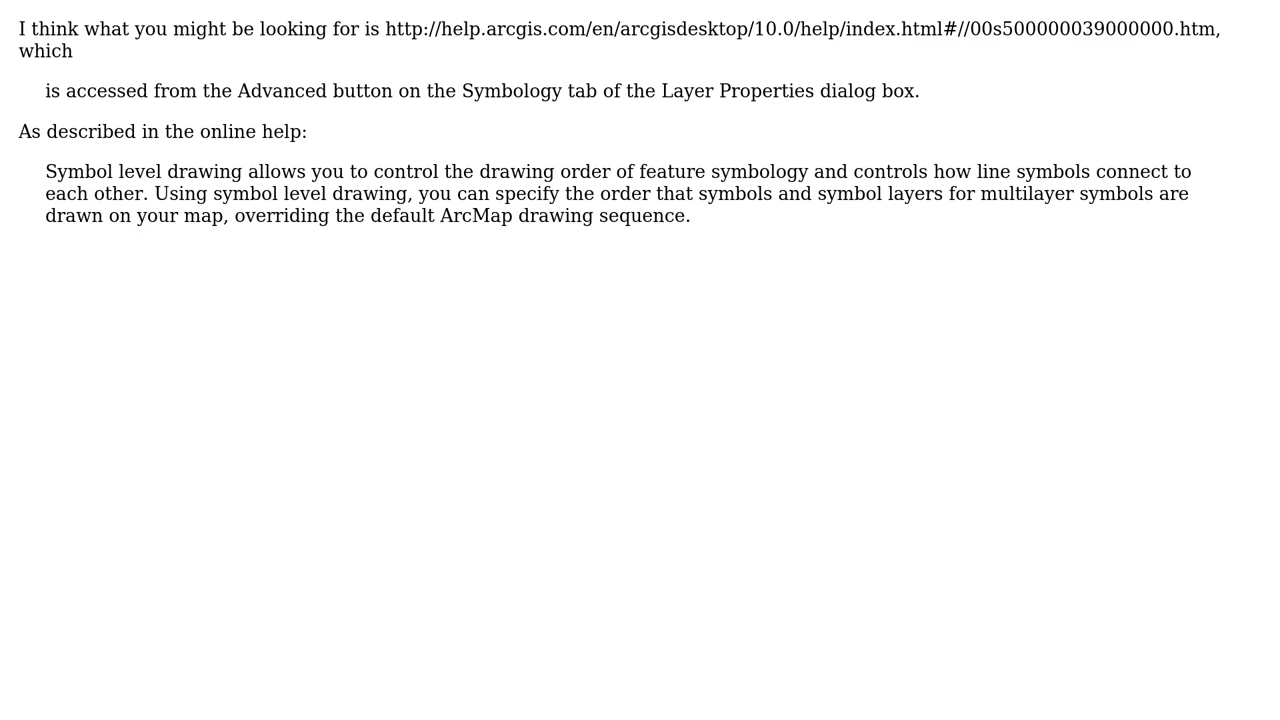 I think what you might be looking for is http://help.arcgis.com/en/arcgisdesktop/10.0/help/index.html#//00s500000039000000.htm,
which
is accessed from the Advanced button on the Symbology tab of the Layer Properties dialog box.
As described in the online help:
Symbol level drawing allows you to control the drawing order of feature symbology and controls how line symbols connect to
each other. Using symbol level drawing, you can specify the order that symbols and symbol layers for multilayer symbols are
drawn on your map, overriding the default ArcMap drawing sequence.